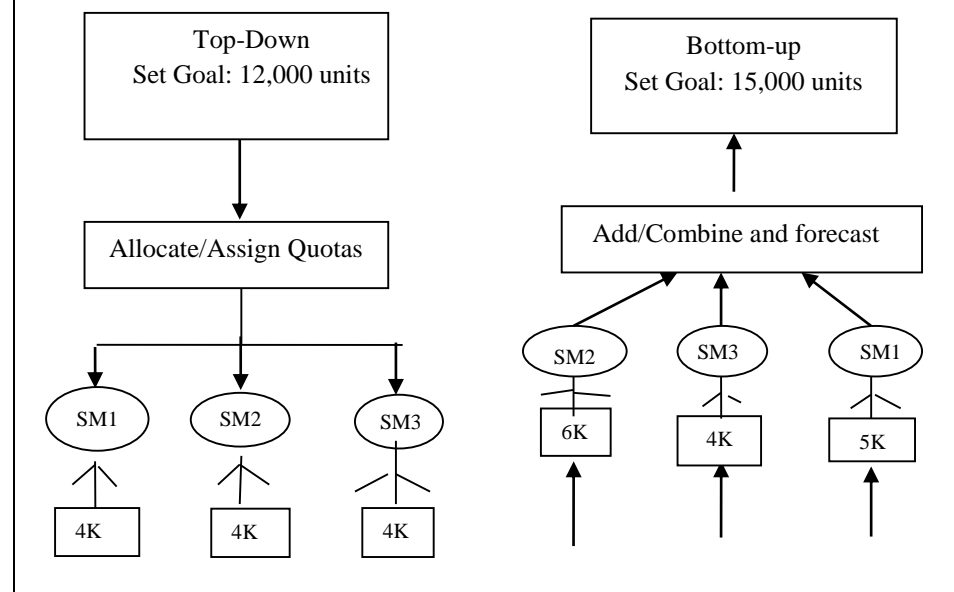 Top-Down
Set Goal: 12,000 units
Allocate/Assign Quotas
SM1
SM2
SM3
4K
4K
4K
Bottom-up
Set Goal: 15,000 units
Add/Combine and forecast
SM2
SM3
SM1
6K
4K
5K